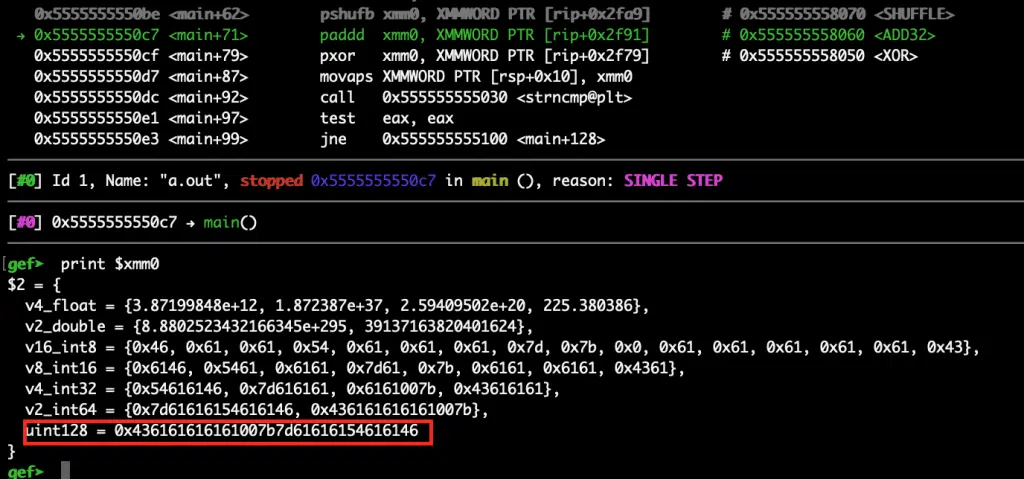 0x5555555550be <main+62> pshufb xmm0, XMMWORD PTR [rip+0x2fa9] # 0x555555558070 <SHUFFLE>
→ 0x5555555550c7 <main+71> paddd xmm0, XMMWORD PTR [rip+0x2f91] # 0x555555558060 <ADD32>
0x5555555550cf <main+79> pxor xmm0, XMMWORD PTR [rip+0x2f79] # 0x555555558050 <XOR>
0x5555555550d7 <main+87> movaps XMMWORD PTR [rsp+0x10], xmm0
0x5555555550dc <main+92> call 0x555555555030 <strncmp@plt>
0x5555555550e1 <main+97> test eax, eax
0x5555555550e3 <main+99> jne 0x555555555100 <main+128>
[#0] Id 1, Name: "a.out", stopped 0x5555555550c7 in main (), reason: SINGLE STEP
[#0] 0x5555555550c7 → main()
gef➤ print $xmm0
$2 = {
v4_float = {3.87199848e+12, 1.872387e+37, 2.59409502e+20, 225.380386},
v2_double = {8.8802523432166345e+295, 39137163820401624},
v16_int8 = {0x46, 0x61, 0x61, 0x54, 0x61, 0x61, 0x61, 0x7d, 0x7b, 0x0, 0x61, 0x61, 0x61, 0x61, 0x61, 0x43},
v8_int16 = {0x6146, 0x5461, 0x6161, 0x7d61, 0x7b, 0x6161, 0x6161, 0x4361},
v4_int32 = {0x54616146, 0x7d616161, 0x6161007b, 0x43616161},
v2_int64 = {0x7d61616154616146, 0x436161616161007b},
uint128 = 0x436161616161007b7d61616154616146
}
gef➤